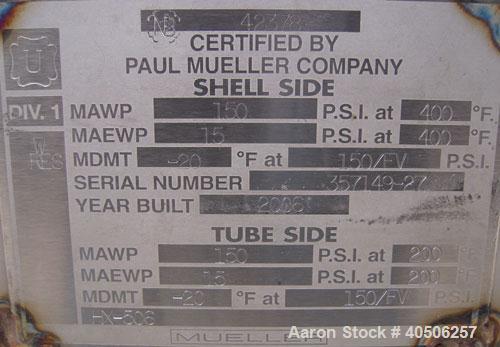 NB 42378
CERTIFIED BY
PAUL MUELLER COMPANY
SHELL SIDE
U
DIV. 1
MAWP 150 P.S.I. at 400 °F.
MAEWP 15 P.S.I. at 400 °F.
W
RES
MDMT -20 °F at 150/FV P.S.I.
SERIAL NUMBER 357149-27
YEAR BUILT 2006
TUBE SIDE
MAWP 150 P.S.I. at 200 °F.
MAEWP 15 P.S.I. at 200 °F.
MDMT -20 °F at 150/FV P.S.I.
HX-506
MUELLER
Aaron Stock # 40506257